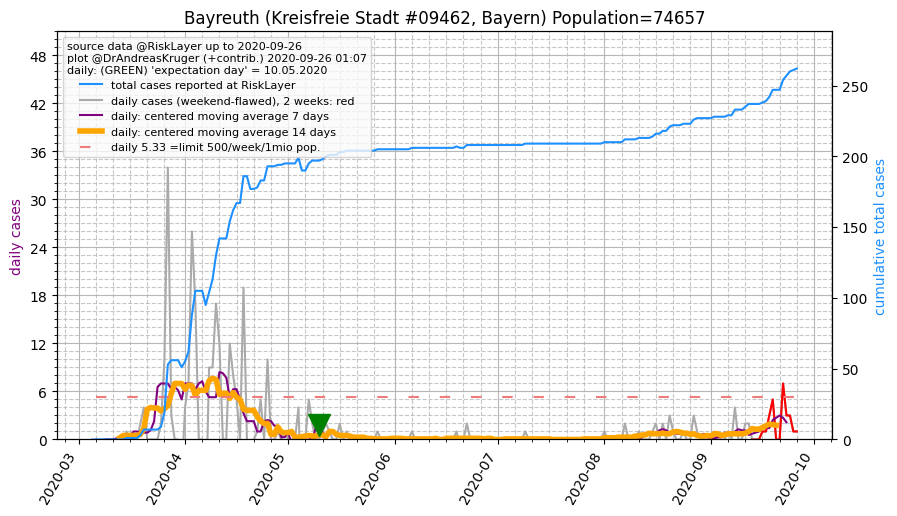 Bayreuth (Kreisfreie Stadt #09462, Bayern) Population=74657
source data @RiskLayer up to 2020-09-26
plot @DrAndreasKruger (+contrib.) 2020-09-26 01:07
daily: (GREEN) 'expectation day' = 10.05.2020
total cases reported at RiskLayer
daily cases (weekend-flawed), 2 weeks: red
daily: centered moving average 7 days
daily: centered moving average 14 days
daily 5.33 =limit 500/week/1mio pop.
daily cases
48
42
36
30
24
18
12
6
0
cumulative total cases
250
200
150
100
50
0
2020-03
2020-04
2020-05
2020-06
2020-07
2020-08
2020-09
2020-10